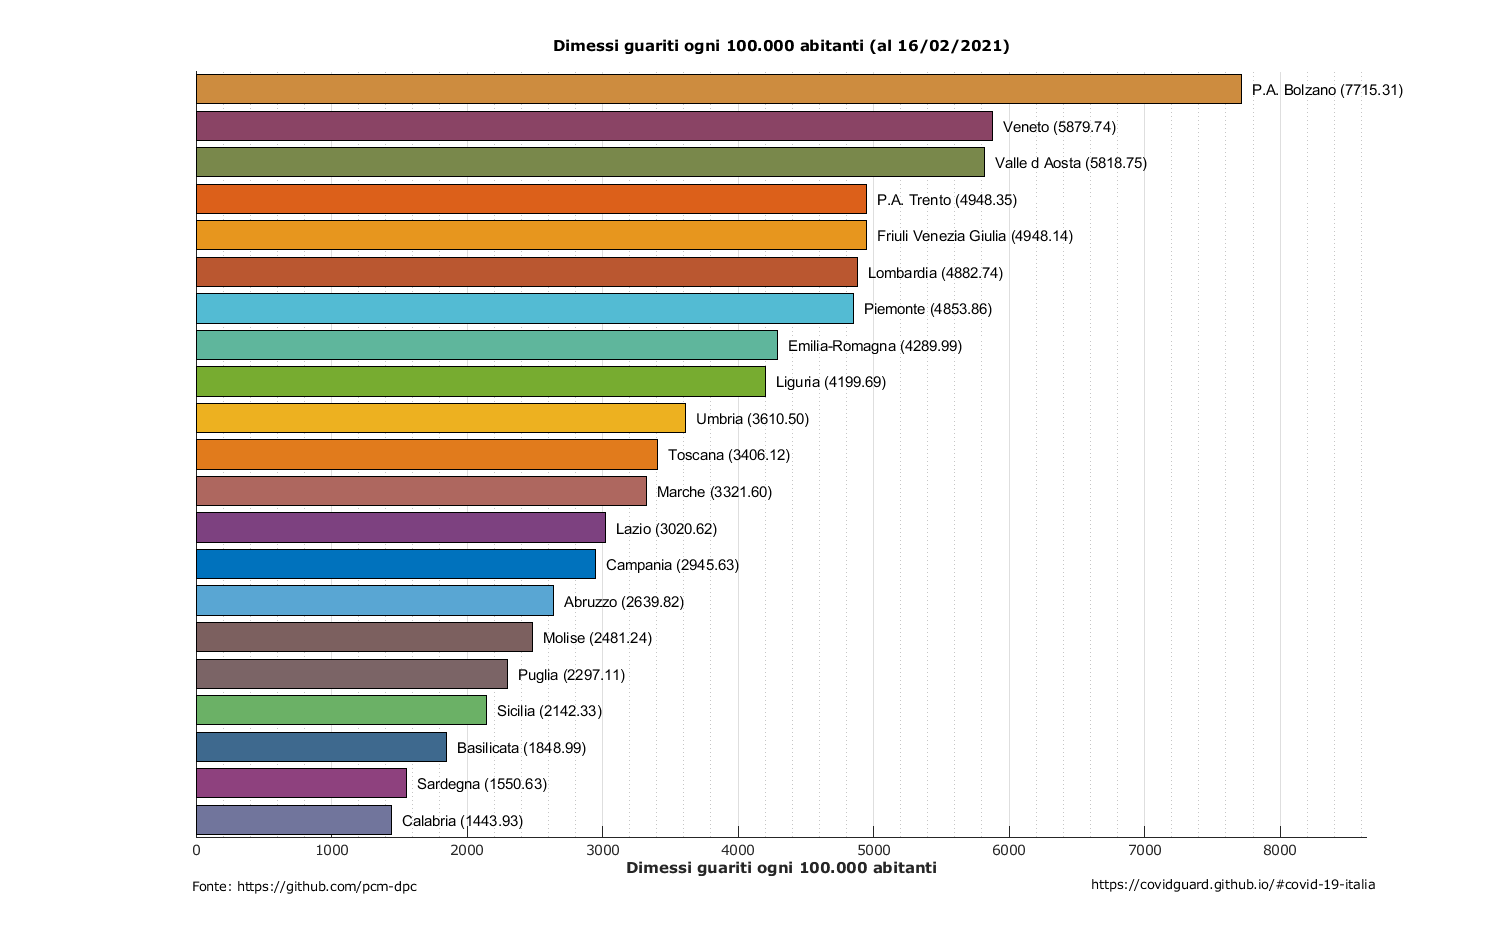 Dimessi guariti ogni 100.000 abitanti (al 16/02/2021)
P.A. Bolzano (7715.31)
Veneto (5879.74)
Valle d Aosta (5818.75)
P.A. Trento (4948.35)
Friuli Venezia Giulia (4948.14)
Lombardia (4882.74)
Piemonte (4853.86)
Emilia-Romagna (4289.99)
Liguria (4199.69)
Umbria (3610.50)
Toscana (3406.12)
Marche (3321.60)
Lazio (3020.62)
Campania (2945.63)
Abruzzo (2639.82)
Molise (2481.24)
Puglia (2297.11)
Sicilia (2142.33)
Basilicata (1848.99)
Sardegna (1550.63)
Calabria (1443.93)
0 1000 2000 3000 4000 5000 6000 7000 8000
Dimessi guariti ogni 100.000 abitanti
Fonte: https://github.com/pcm-dpc
https://covidguard.github.io/#covid-19-italia